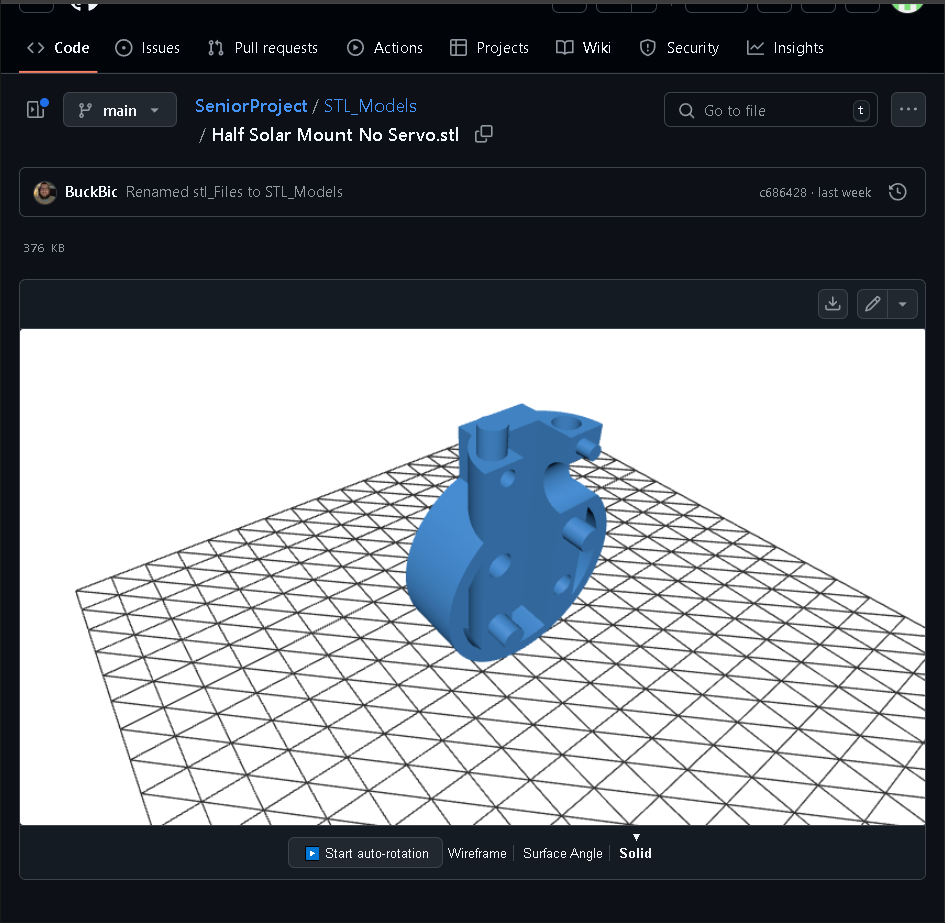 Code Issues Pull requests Actions Projects Wiki Security Insights
main SeniorProject / STL_Models Go to file t
/ Half Solar Mount No Servo.stl
BuckBic Renamed stl_Files to STL_Models c686428 · last week
376 KB
Start auto-rotation Wireframe Surface Angle Solid